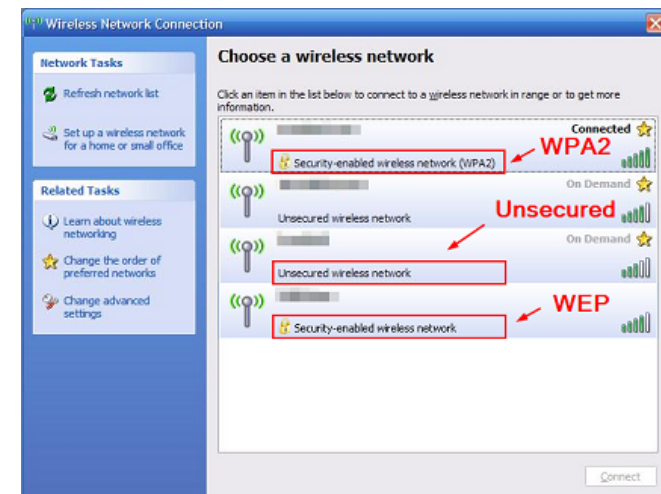 Wireless Network Connection
Network Tasks
Refresh network list
Set up a wireless network
for a home or small office
Related Tasks
Learn about wireless
networking
Change the order of
preferred networks
Change advanced
settings
Choose a wireless network
Click an item in the list below to connect to a wireless network in range or to get more
information.
Connected
WPA2
Security-enabled wireless network (WPA2)
On Demand
Unsecured wireless network
Unsecured
On Demand
Unsecured wireless network
WEP
Security-enabled wireless network
Connect